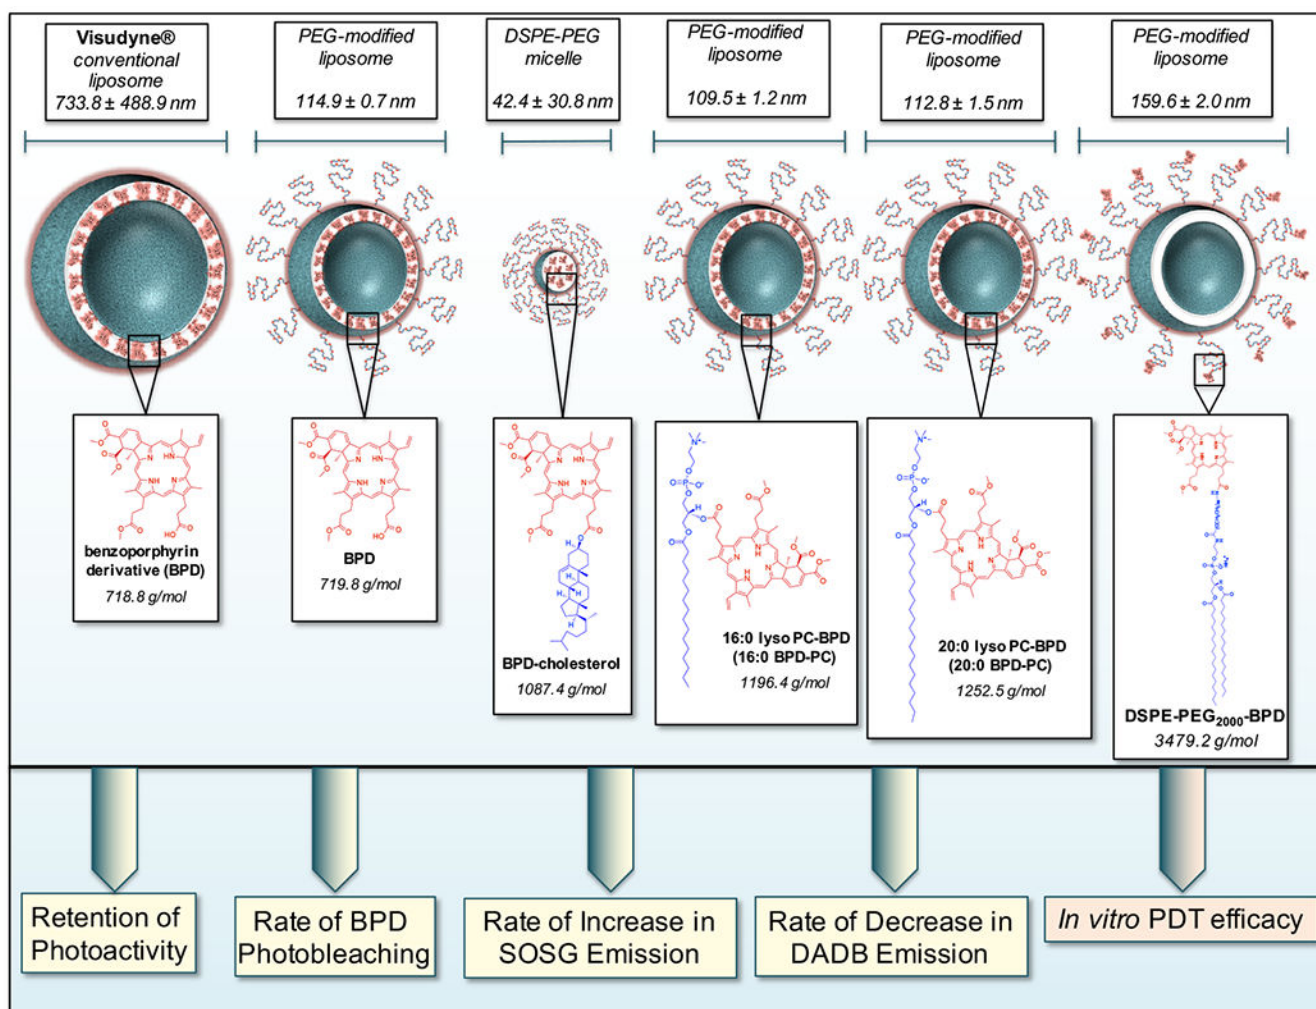 Visudyne®
conventional
liposome
733.8 ± 488.9 nm
PEG-modified
liposome
114.9 ± 0.7 nm
DSPE-PEG
micelle
42.4 ± 30.8 nm
PEG-modified
liposome
109.5 ± 1.2 nm
PEG-modified
liposome
112.8 ± 1.5 nm
PEG-modified
liposome
159.6 ± 2.0 nm
benzoporphyrin
derivative (BPD)
718.8 g/mol
BPD
719.8 g/mol
BPD-cholesterol
1087.4 g/mol
16:0 lyso PC-BPD
(16:0 BPD-PC)
1196.4 g/mol
20:0 lyso PC-BPD
(20:0 BPD-PC)
1252.5 g/mol
DSPE-PEG2000-BPD
3479.2 g/mol
Retention of
Photoactivity
Rate of BPD
Photobleaching
Rate of Increase in
SOSG Emission
Rate of Decrease in
DADB Emission
In vitro PDT efficacy